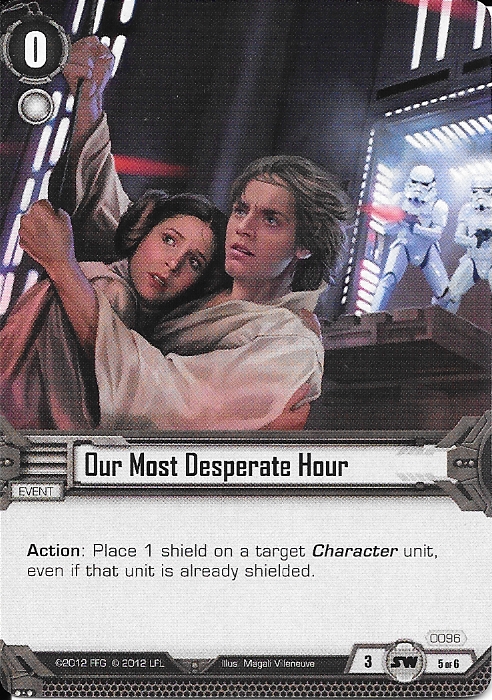 0
Our Most Desperate Hour
EVENT
Action: Place 1 shield on a target Character unit,
even if that unit is already shielded.
0096
©2012 FFG © 2012 LFL
Illus. Magali Villeneuve
3
SW
5 OF 6